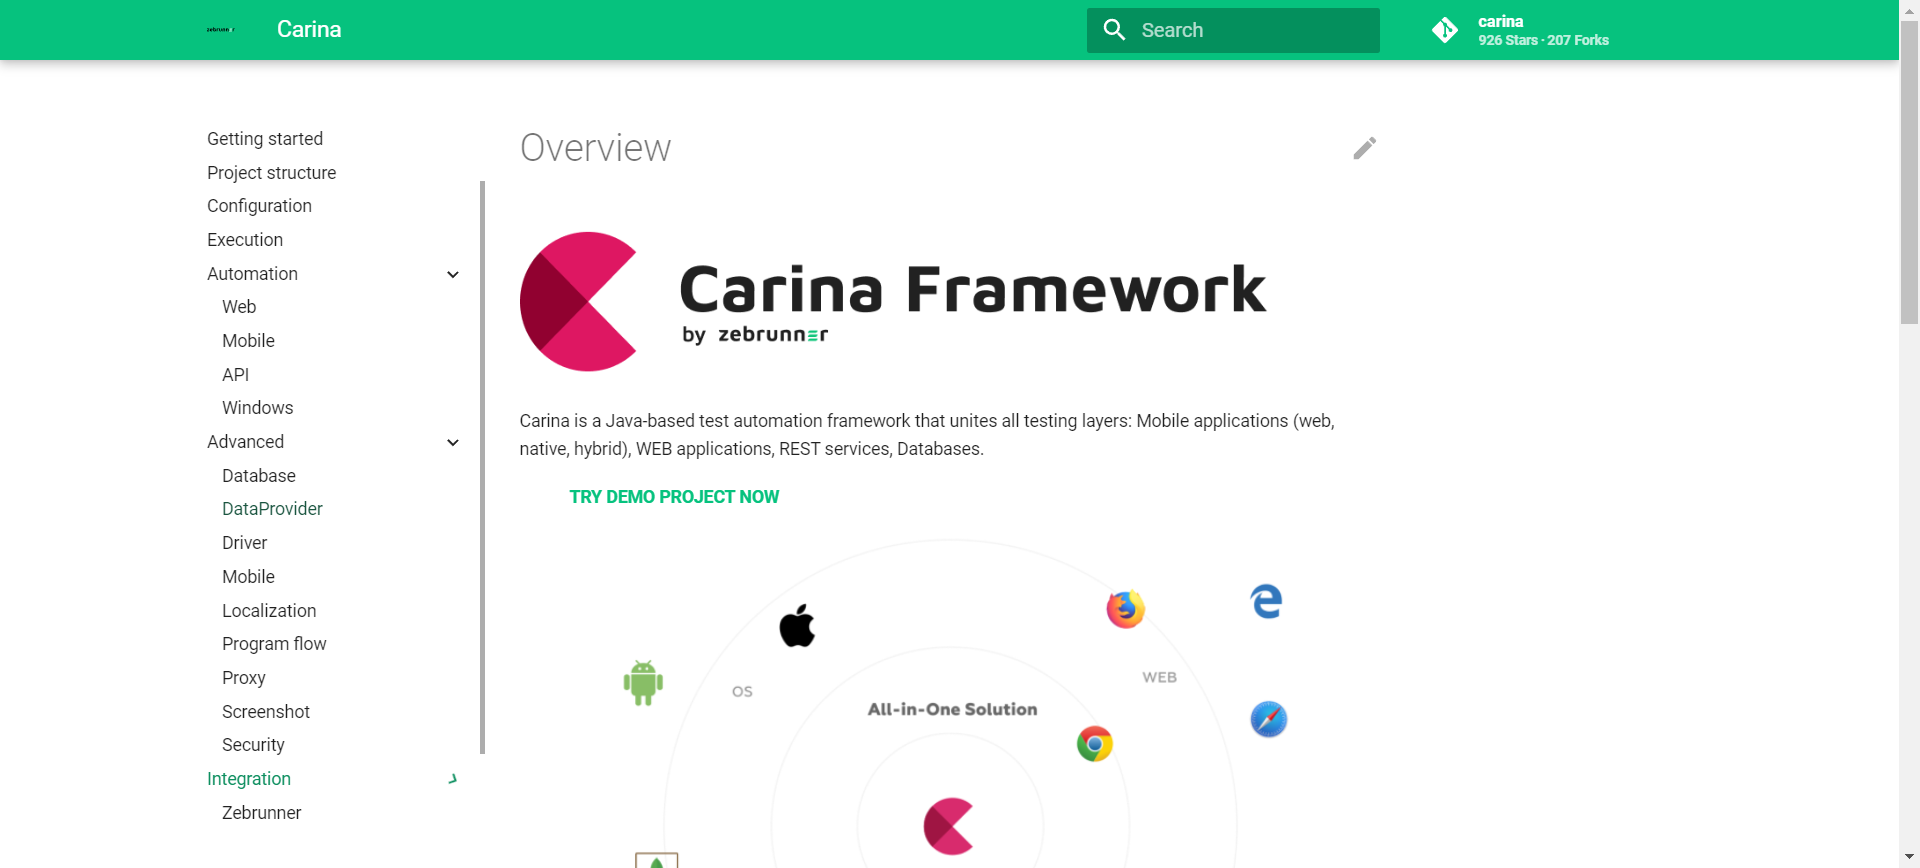 zebrunner
Carina
Search
carina
926 Stars · 207 Forks
Getting started
Project structure
Configuration
Execution
Automation
Web
Mobile
API
Windows
Advanced
Database
DataProvider
Driver
Mobile
Localization
Program flow
Proxy
Screenshot
Security
Integration
Zebrunner
Overview
Carina Framework
by zebrunner
Carina is a Java-based test automation framework that unites all testing layers: Mobile applications (web,
native, hybrid), WEB applications, REST services, Databases.
TRY DEMO PROJECT NOW
OS
WEB
All-in-One Solution